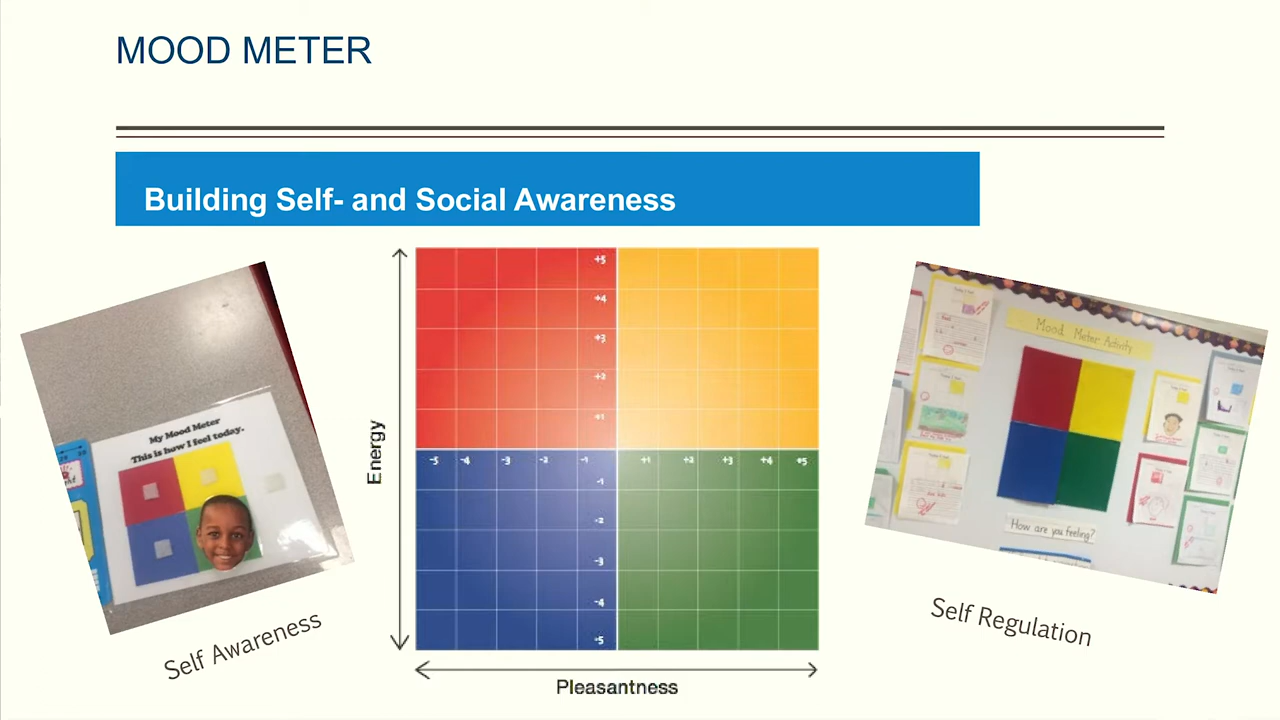 MOOD METER
Building Self- and Social Awareness
My Mood Meter
This is how I feel today.
Self Awareness
Energy
+5
+4
+3
+2
+1
-5 -4 -3 -2 -1 +1 +2 +3 +4 +5
-1
-2
-3
-4
-5
Pleasantness
Mood Meter Activity
How are you feeling?
Self Regulation